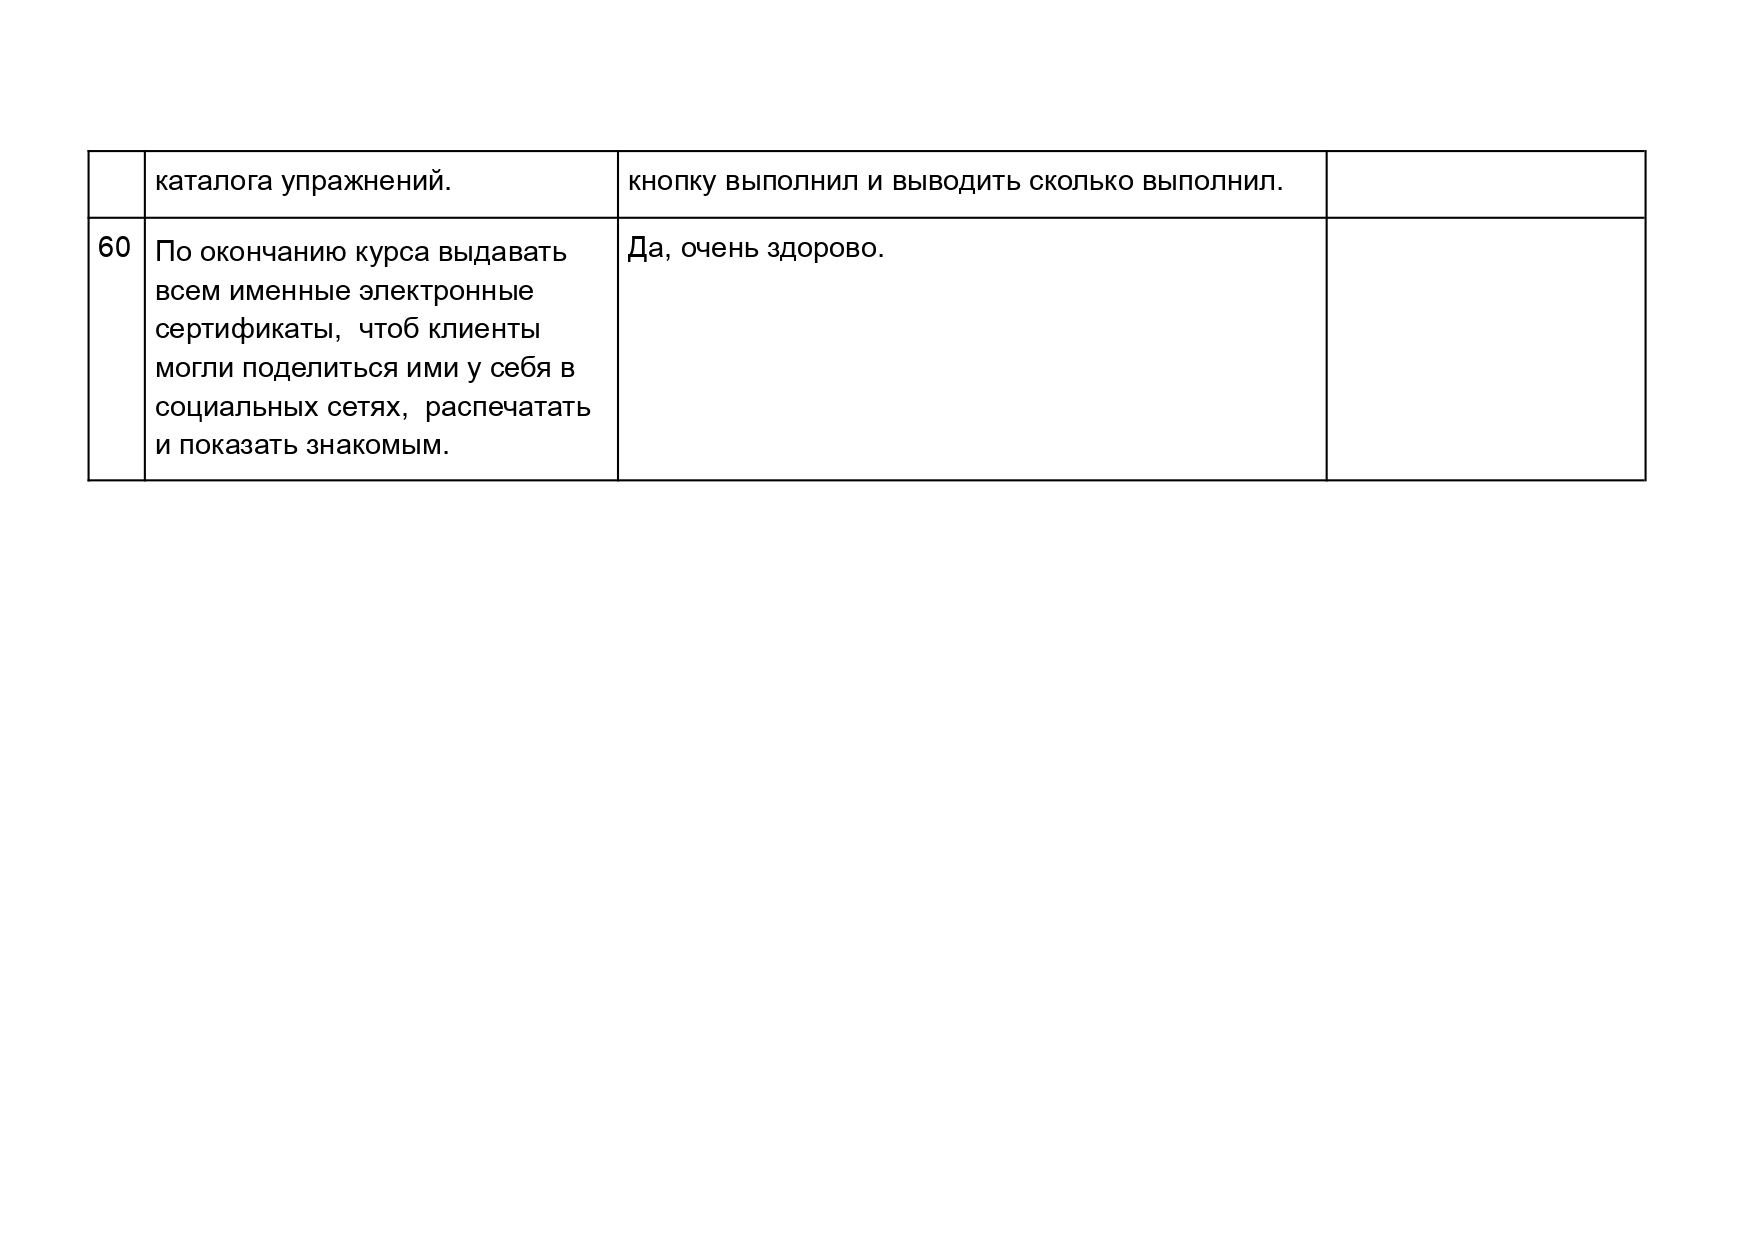 каталога упражнений.
кнопку выполнил и выводить сколько выполнил.
60
По окончанию курса выдавать
всем именные электронные
сертификаты,  чтоб клиенты
могли поделиться ими у себя в
социальных сетях,  распечатать
и показать знакомым.
Да, очень здорово.